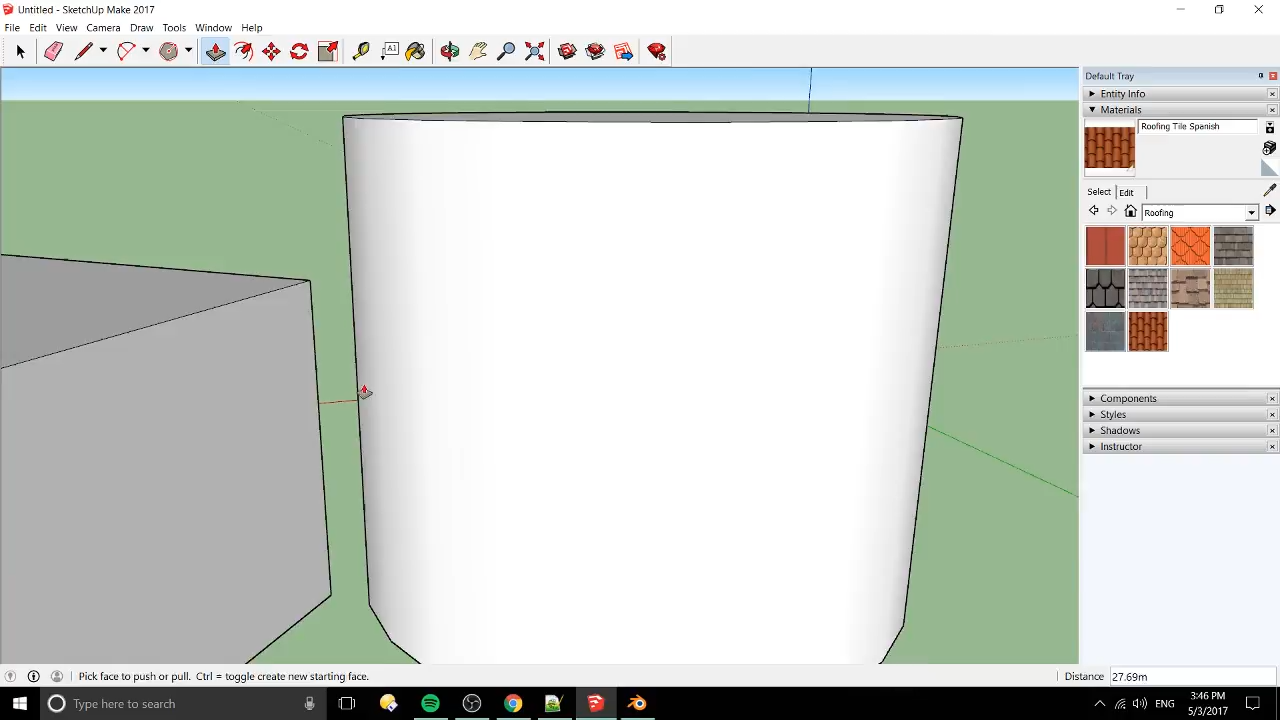 Untitled - SketchUp Make 2017
File Edit View Camera Draw Tools Window Help
A1
Default Tray
Entity Info
Materials
Roofing Tile Spanish
Select Edit
Roofing
Components
Styles
Shadows
Instructor
Pick face to push or pull. Ctrl = toggle create new starting face.
Distance 27.69m
Type here to search
ENG
3:46 PM
5/3/2017